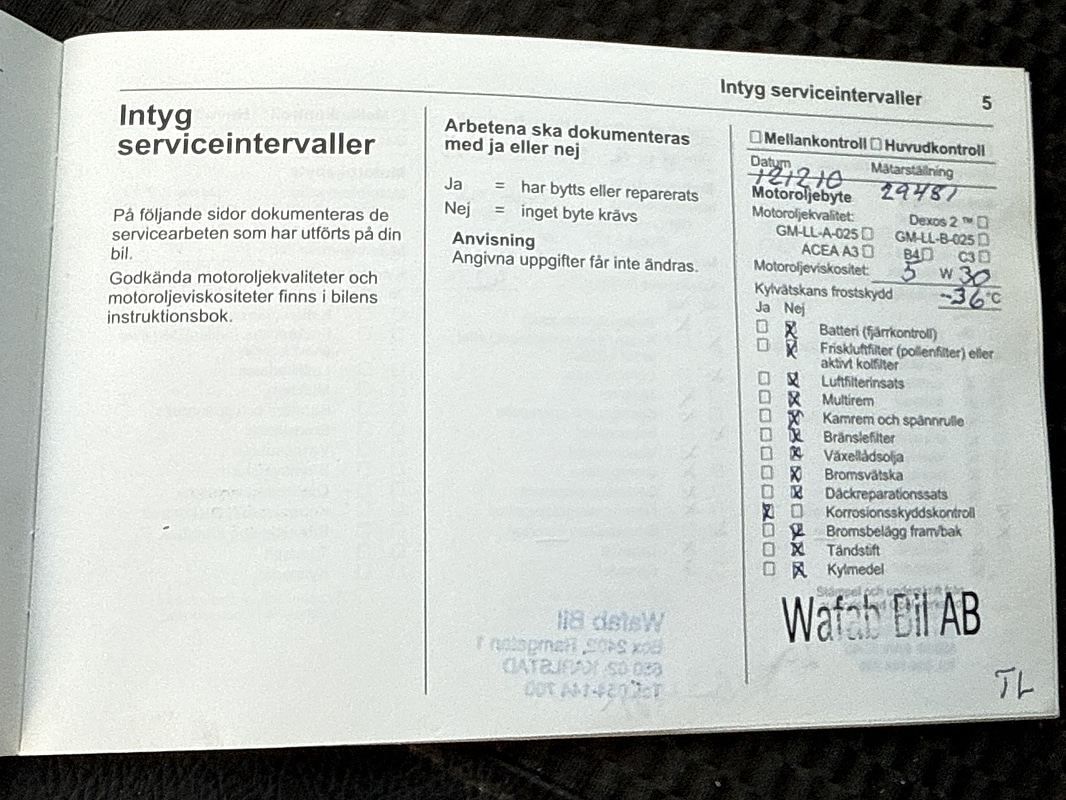 Intyg serviceintervaller 5
Intyg
serviceintervaller
På följande sidor dokumenteras de
servicearbeten som har utförts på din
bil.
Godkända motoroljekvaliteter och
motoroljeviskositeter finns i bilens
instruktionsbok.
Arbetena ska dokumenteras
med ja eller nej
Ja = har bytts eller reparerats
Nej = inget byte krävs
Anvisning
Angivna uppgifter får inte ändras.
Mellankontroll Huvudkontroll
Datum Mätarställning
121210 29481
Motoroljebyte
Motoroljekvalitet: Dexos 2 ™
GM-LL-A-025 GM-LL-B-025
ACEA A3 B4 C3
Motoroljeviskositet: 5 W 30
Kylvätskans frostskydd -36 °C
Ja Nej
Batteri (fjärrkontroll)
Friskluftfilter (pollenfilter) eller
aktivt kolfilter
Luftfilterinsats
Multirem
Kamrem och spännrulle
Bränslefilter
Växellådsolja
Bromsvätska
Däckreparationssats
Korrosionsskyddskontroll
Bromsbelägg fram/bak
Tändstift
Kylmedel
Stämpel och
Wafab Bil AB
TL